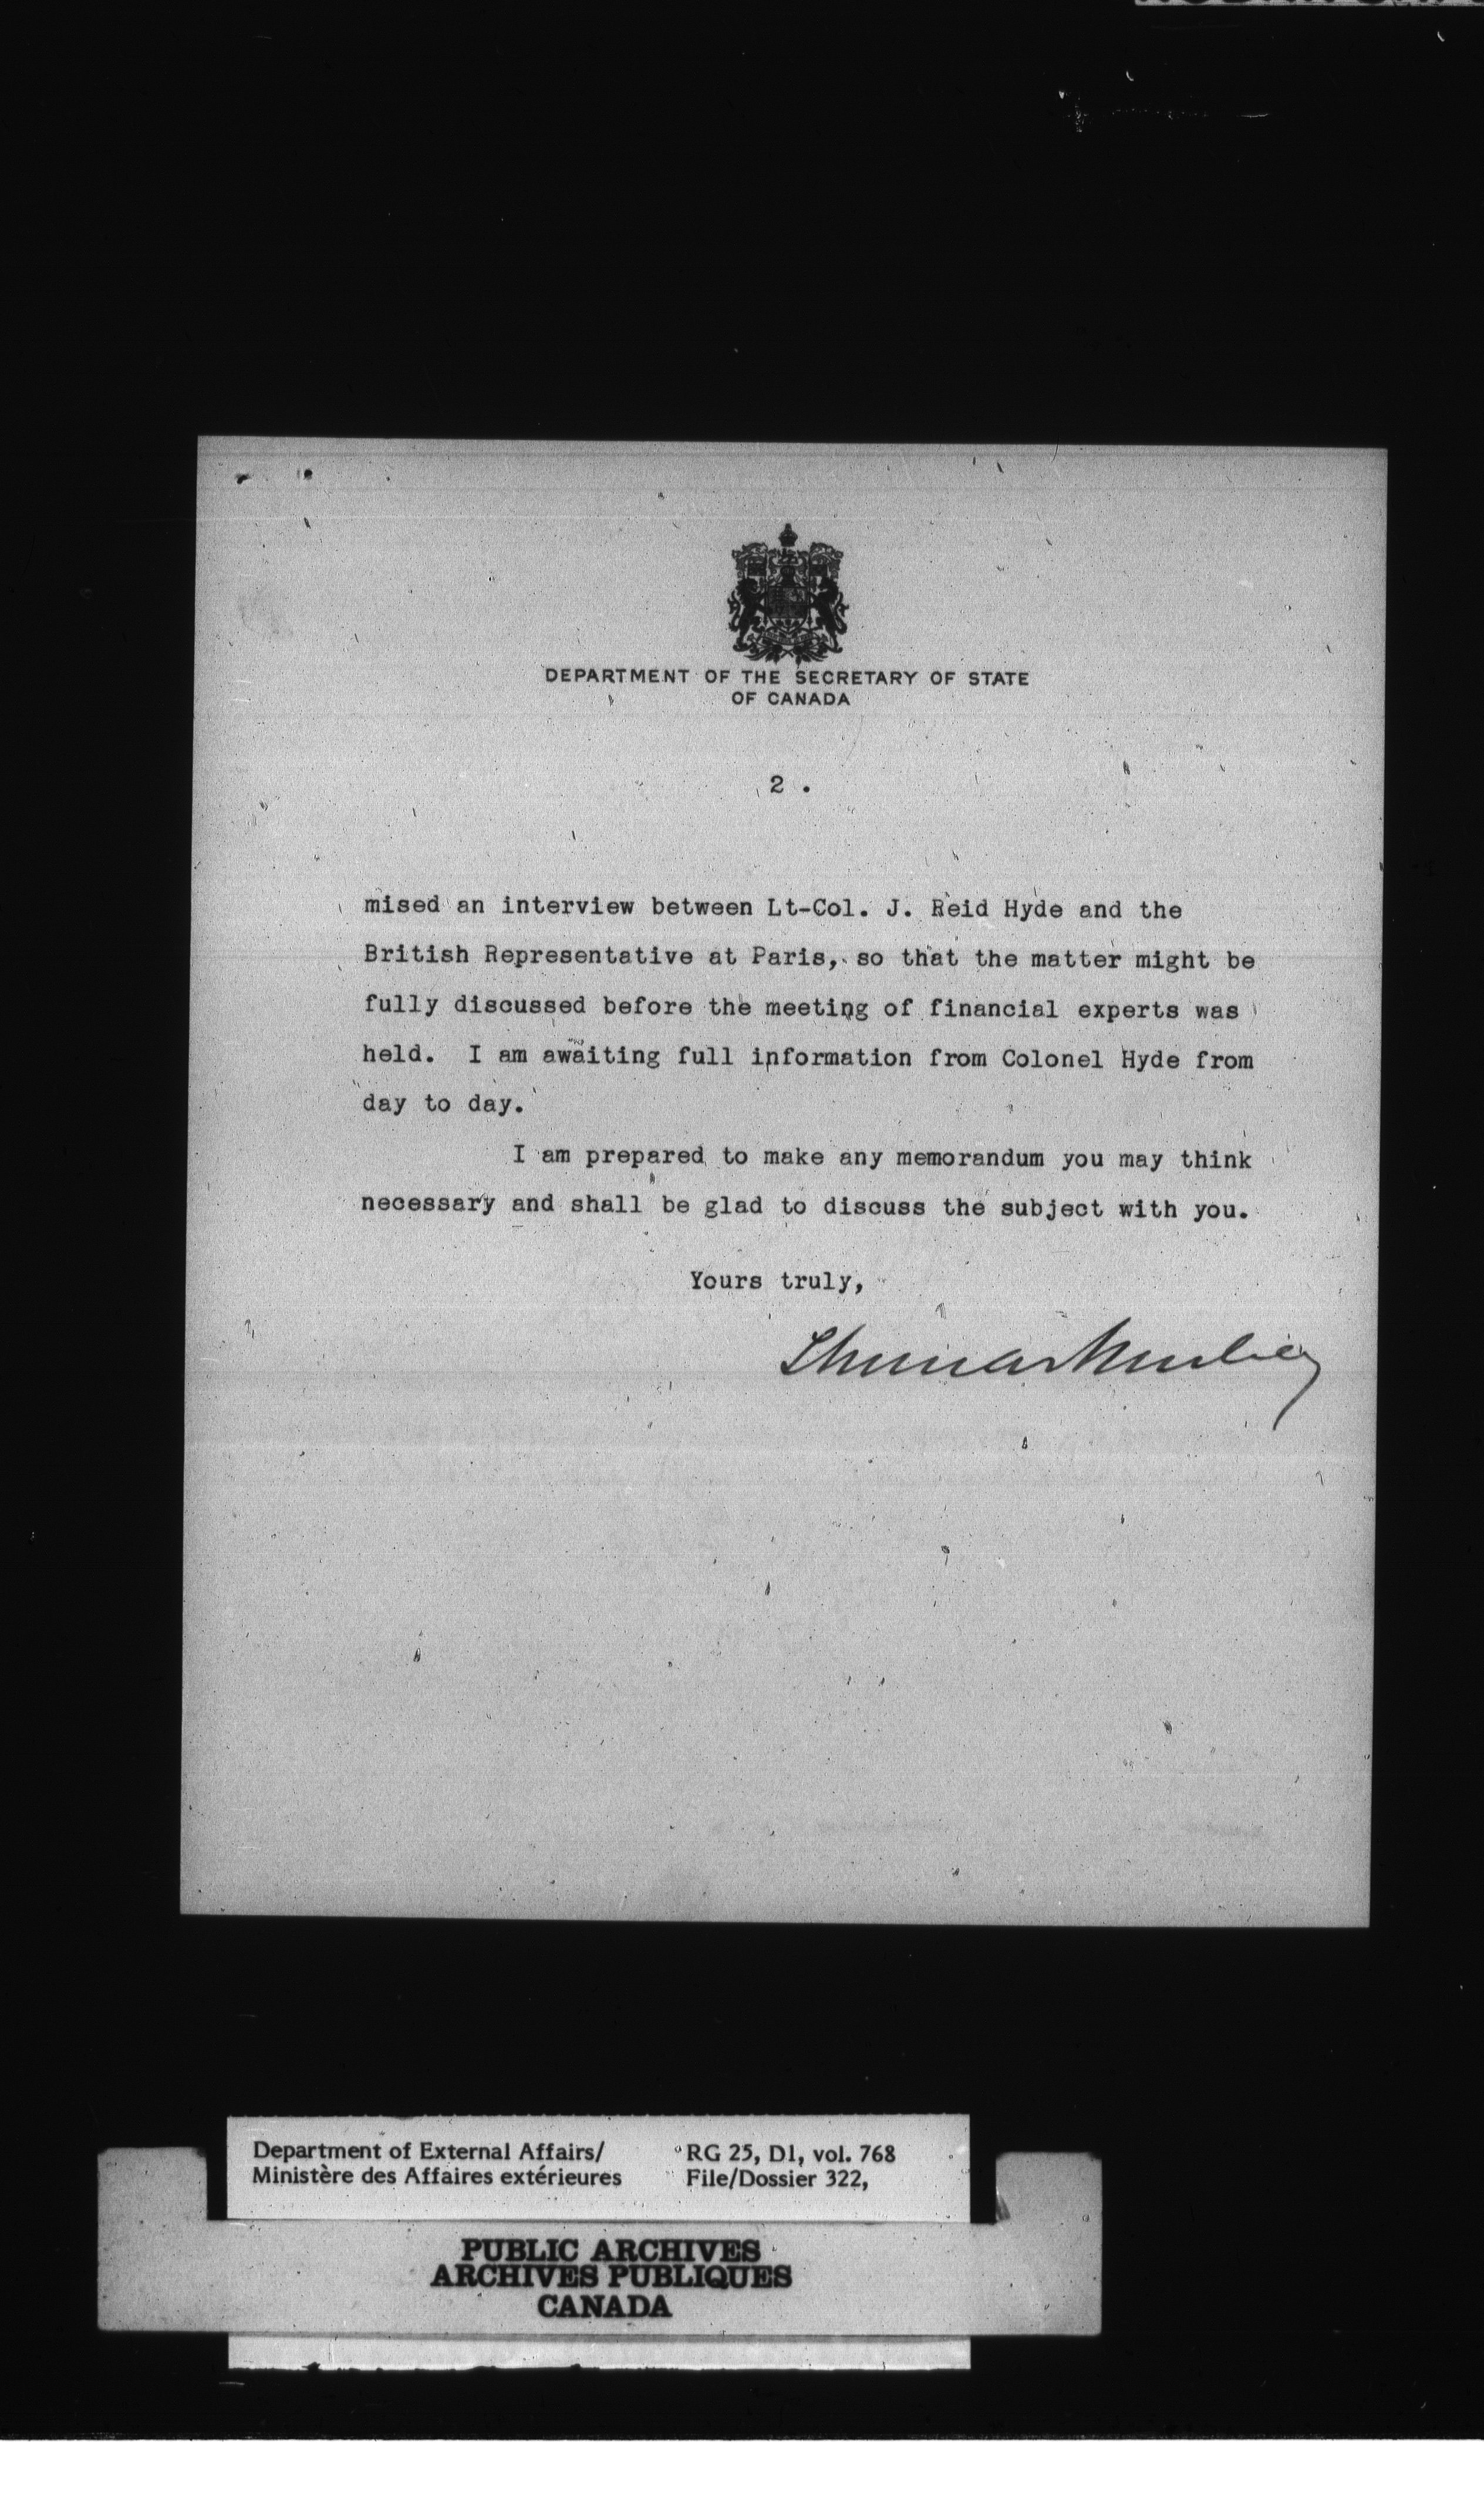 DEPARTMENT OF THE SECRETARY OF STATE
OF CANADA
2 .
mised an interview between Lt-Col. J. Reid Hyde and the
British Representative at Paris, so that the matter might be
fully discussed before the meeting of financial experts was
held. I am awaiting full information from Colonel Hyde from
day to day.
I am prepared to make any memorandum you may think
necessary and shall be glad to discuss the subject with you.
Yours truly,
Department of External Affairs/ RG 25, D1, vol. 768
Ministère des Affaires extérieures File/Dossier 322,
PUBLIC ARCHIVES
ARCHIVES PUBLIQUES
CANADA